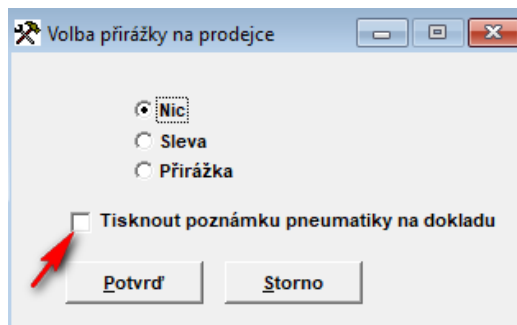 Volba přirážky na prodejce
Nic
Sleva
Přirážka
Tisknout poznámku pneumatiky na dokladu
Potvrď
Storno